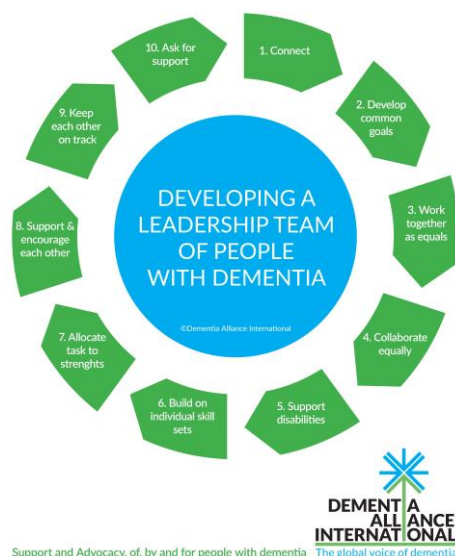 10. Ask for
support
1. Connect
9. Keep
each other
on track
2. Develop
common
goals
DEVELOPING A
LEADERSHIP TEAM
OF PEOPLE
WITH DEMENTIA
©Dementia Alliance International
8. Support &
encourage
each other
3. Work
together
as equals
7. Allocate
task to
strenghts
4. Collaborate
equally
6. Build on
individual skill
sets
5. Support
disabilities
DEMENTIA
ALLIANCE
INTERNATIONAL
Support and Advocacy, of, by and for people with dementia The global voice of dementia